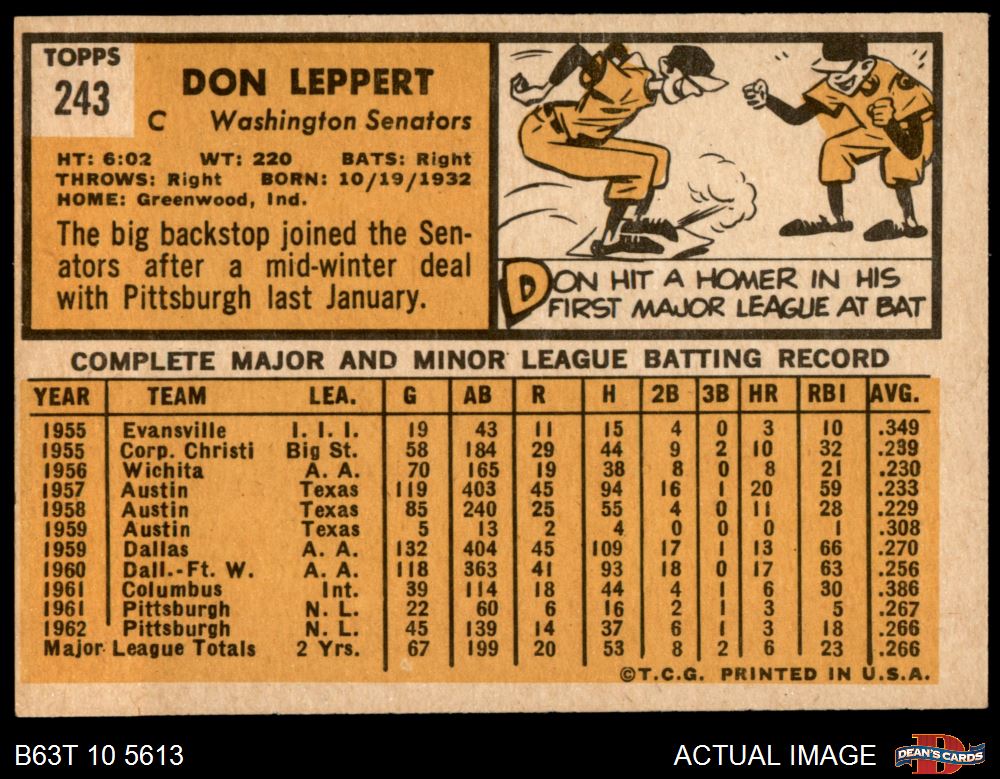 TOPPS
243
DON LEPPERT
C Washington Senators
HT: 6:02 WT: 220 BATS: Right
THROWS: Right BORN: 10/19/1932
HOME: Greenwood, Ind.
The big backstop joined the Sen-
ators after a mid-winter deal
with Pittsburgh last January.
DON HIT A HOMER IN HIS
FIRST MAJOR LEAGUE AT BAT
COMPLETE MAJOR AND MINOR LEAGUE BATTING RECORD
YEAR TEAM LEA. G AB R H 2B 3B HR RBI AVG.
1955 Evansville I. I. I. 19 43 11 15 4 0 3 10 .349
1955 Corp. Christi Big St. 58 184 29 44 9 2 10 32 .239
1956 Wichita A. A. 70 165 19 38 8 0 8 21 .230
1957 Austin Texas 119 403 45 94 16 1 20 59 .233
1958 Austin Texas 85 240 25 55 4 0 11 28 .229
1959 Austin Texas 5 13 2 4 0 0 0 1 .308
1959 Dallas A. A. 132 404 45 109 17 1 13 66 .270
1960 Dall.-Ft. W. A. A. 118 363 41 93 18 0 17 63 .256
1961 Columbus Int. 39 114 18 44 4 1 6 30 .386
1961 Pittsburgh N. L. 22 60 6 16 2 1 3 5 .267
1962 Pittsburgh N. L. 45 139 14 37 6 1 3 18 .266
Major League Totals 2 Yrs. 67 199 20 53 8 2 6 23 .266
©T.C.G. PRINTED IN U.S.A.
B63T 10 5613 ACTUAL IMAGE DEAN'S CARDS